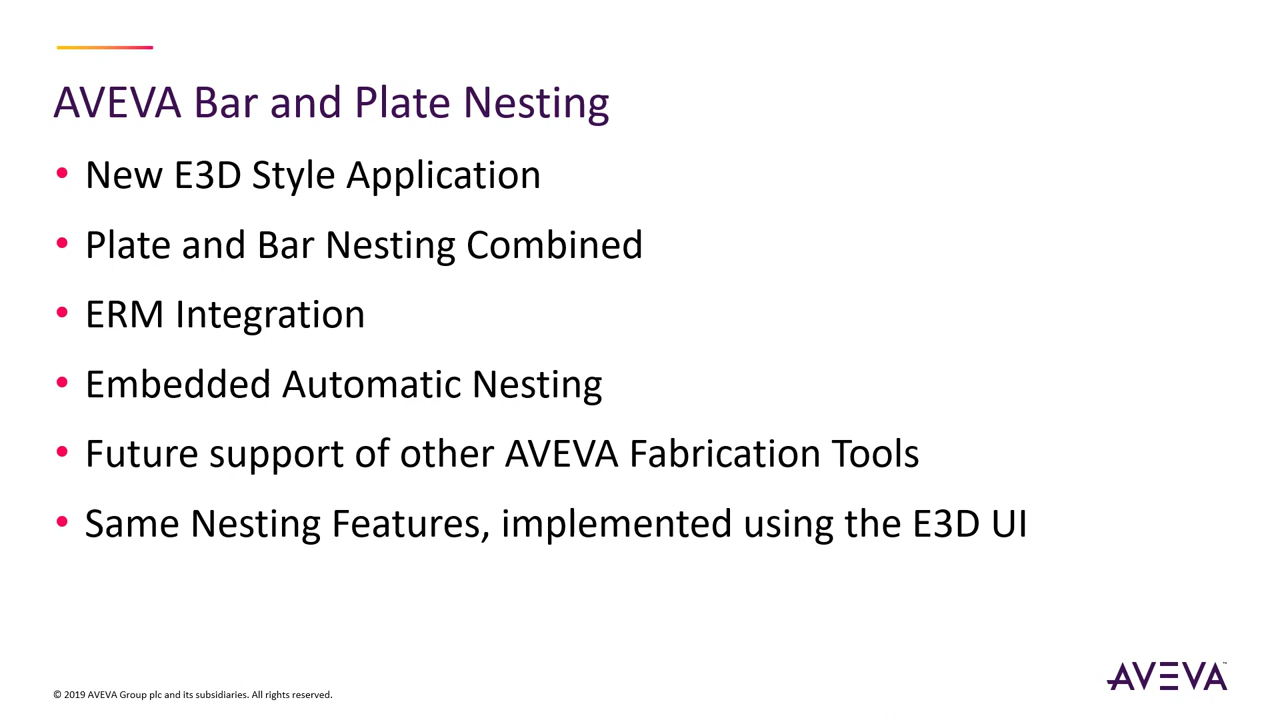 AVEVA Bar and Plate Nesting
• New E3D Style Application
• Plate and Bar Nesting Combined
• ERM Integration
• Embedded Automatic Nesting
• Future support of other AVEVA Fabrication Tools
• Same Nesting Features, implemented using the E3D UI
© 2019 AVEVA Group plc and its subsidiaries. All rights reserved.
AVEVA™